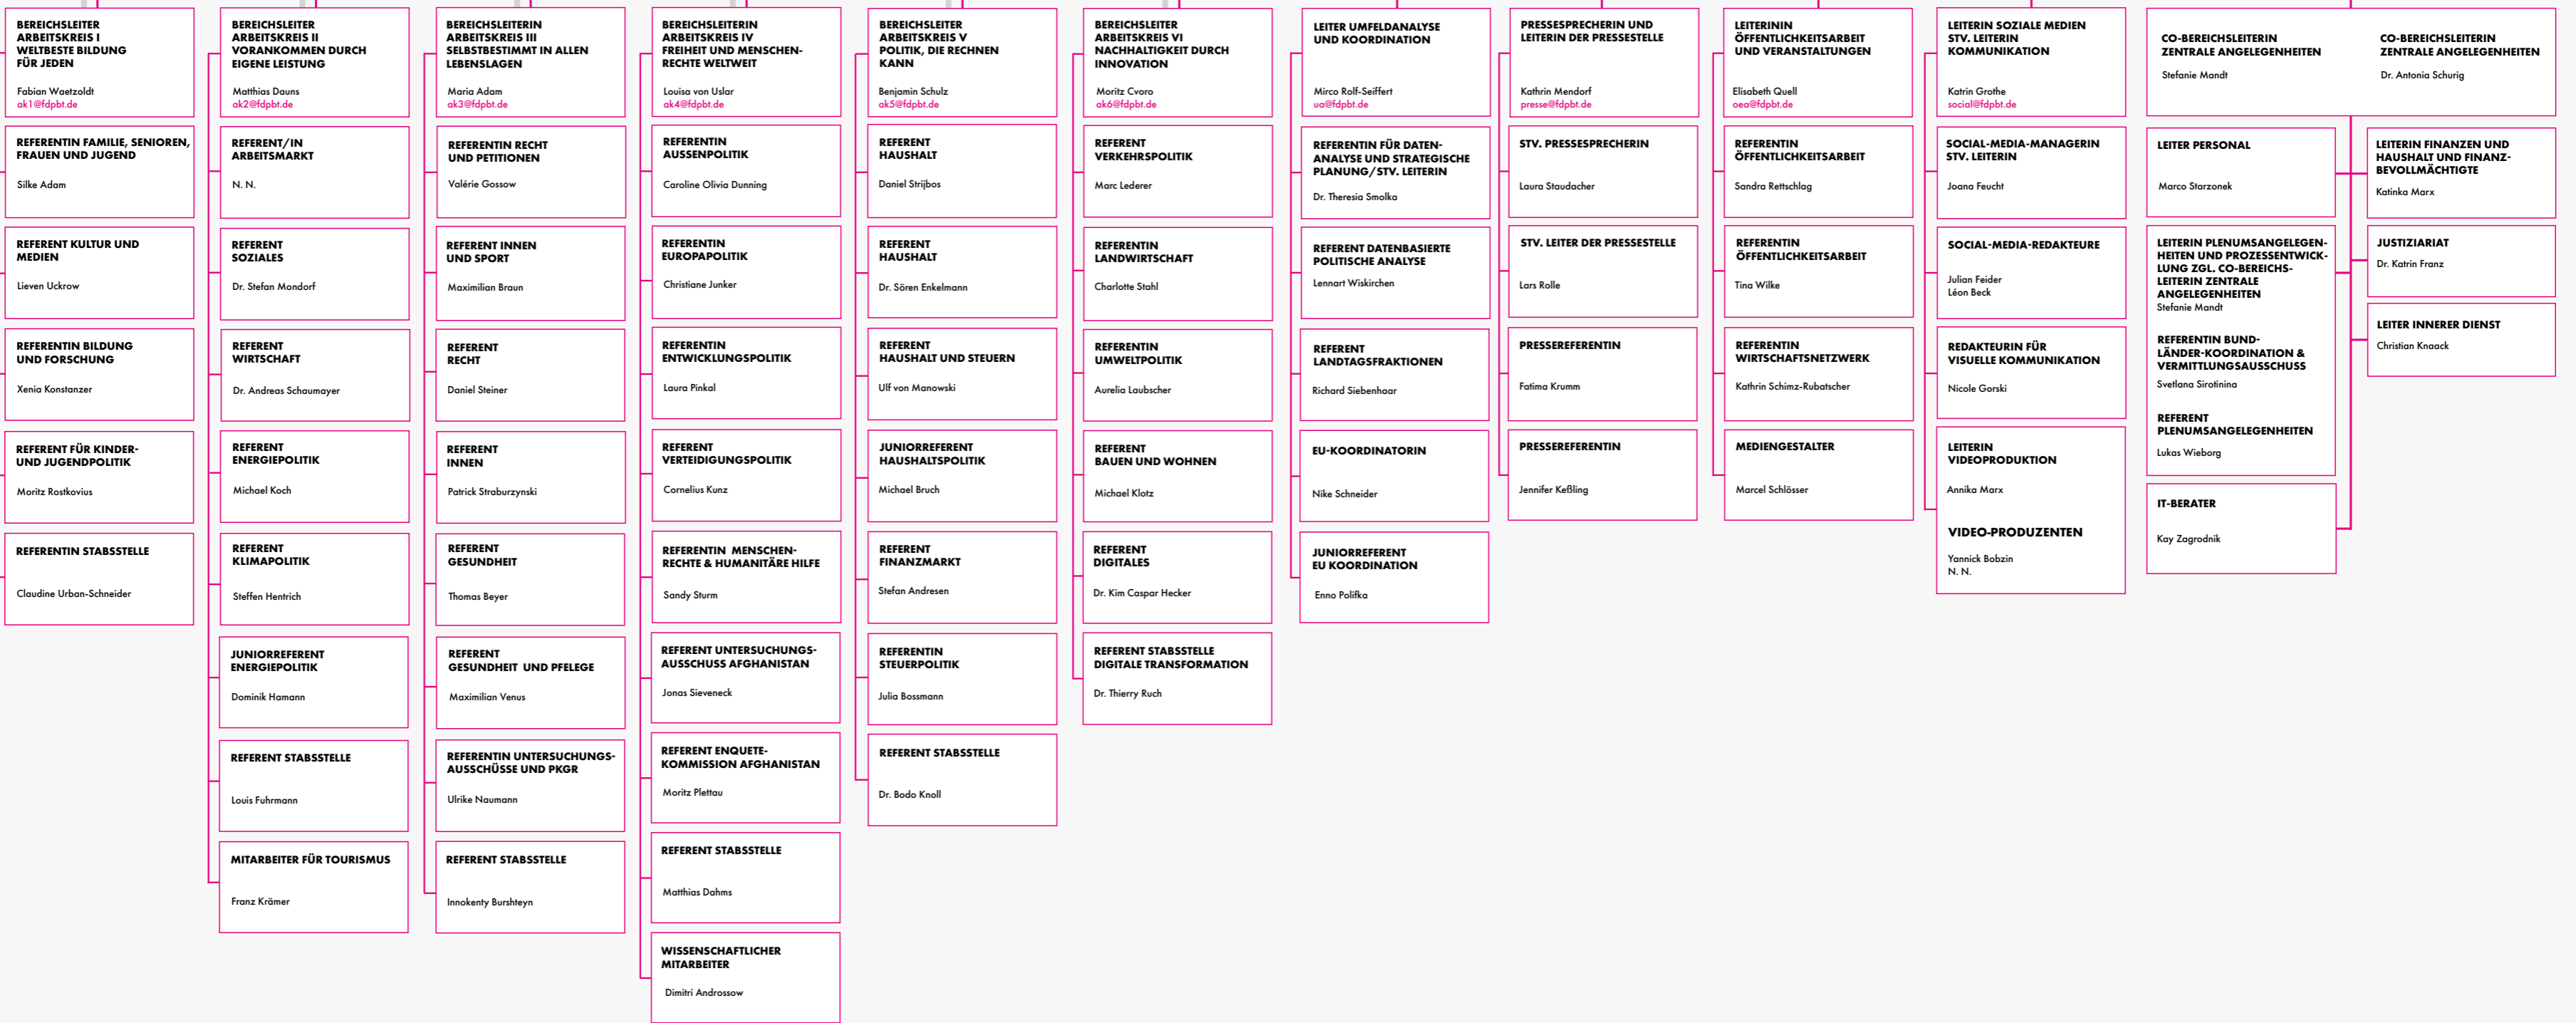 BEREICHSLEITER
ARBEITSKREIS I
WELTBESTE BILDUNG
FÜR JEDEN
Fabian Waetzoldt
ak1@fdpbt.de
REFERENTIN FAMILIE, SENIOREN,
FRAUEN UND JUGEND
Silke Adam
REFERENT KULTUR UND
MEDIEN
Lieven Uckrow
REFERENTIN BILDUNG
UND FORSCHUNG
Xenia Konstanzer
REFERENT FÜR KINDER-
UND JUGENDPOLITIK
Moritz Rostkovius
REFERENTIN STABSSTELLE
Claudine Urban-Schneider
BEREICHSLEITER
ARBEITSKREIS II
VORANKOMMEN DURCH
EIGENE LEISTUNG
Matthias Dauns
ak2@fdpbt.de
REFERENT/IN
ARBEITSMARKT
N. N.
REFERENT
SOZIALES
Dr. Stefan Mondorf
REFERENT
WIRTSCHAFT
Dr. Andreas Schaumayer
REFERENT
ENERGIEPOLITIK
Michael Koch
REFERENT
KLIMAPOLITIK
Steffen Hentrich
JUNIORREFERENT
ENERGIEPOLITIK
Dominik Hamann
REFERENT STABSSTELLE
Louis Fuhrmann
MITARBEITER FÜR TOURISMUS
Franz Krämer
BEREICHSLEITERIN
ARBEITSKREIS III
SELBSTBESTIMMT IN ALLEN
LEBENSLAGEN
Maria Adam
ak3@fdpbt.de
REFERENTIN RECHT
UND PETITIONEN
Valérie Gossow
REFERENT INNEN
UND SPORT
Maximilian Braun
REFERENT
RECHT
Daniel Steiner
REFERENT
INNEN
Patrick Straburzynski
REFERENT
GESUNDHEIT
Thomas Beyer
REFERENT
GESUNDHEIT UND PFELEGE
Maximilian Venus
REFERENTIN UNTERSUCHUNGS-
AUSSCHÜSSE UND PKGR
Ulrike Naumann
REFERENT STABSSTELLE
Innokenty Burshteyn
BEREICHSLEITERIN
ARBEITSKREIS IV
FREIHEIT UND MENSCHEN-
RECHTE WELTWEIT
Louisa von Uslar
ak4@fdpbt.de
REFERENTIN
AUSSENPOLITIK
Caroline Olivia Dunning
REFERENTIN
EUROPAPOLITIK
Christiane Junker
REFERENTIN
ENTWICKLUNGSPOLITIK
Laura Pinkal
REFERENT
VERTEIDIGUNGSPOLITIK
Cornelius Kunz
REFERENTIN MENSCHEN-
RECHTE & HUMANITÄRE HILFE
Sandy Sturm
REFERENT UNTERSUCHUNGS-
AUSSCHUSS AFGHANISTAN
Jonas Sieveneck
REFERENT ENQUETE-
KOMMISSION AFGHANISTAN
Moritz Plettau
REFERENT STABSSTELLE
Matthias Dahms
WISSENSCHAFTLICHER
MITARBEITER
Dimitri Androssow
BEREICHSLEITER
ARBEITSKREIS V
POLITIK, DIE RECHNEN
KANN
Benjamin Schulz
ak5@fdpbt.de
REFERENT
HAUSHALT
Daniel Strijbos
REFERENT
HAUSHALT
Dr. Sören Enkelmann
REFERENT
HAUSHALT UND STEUERN
Ulf von Manowski
JUNIORREFERENT
HAUSHALTSPOLITIK
Michael Bruch
REFERENT
FINANZMARKT
Stefan Andresen
REFERENTIN
STEUERPOLITIK
Julia Bossmann
REFERENT STABSSTELLE
Dr. Bodo Knoll
BEREICHSLEITER
ARBEITSKREIS VI
NACHHALTIGKEIT DURCH
INNOVATION
Moritz Cvoro
ak6@fdpbt.de
REFERENT
VERKEHRSPOLITIK
Marc Lederer
REFERENTIN
LANDWIRTSCHAFT
Charlotte Stahl
REFERENTIN
UMWELTPOLITIK
Aurelia Laubscher
REFERENT
BAUEN UND WOHNEN
Michael Klotz
REFERENT
DIGITALES
Dr. Kim Caspar Hecker
REFERENT STABSSTELLE
DIGITALE TRANSFORMATION
Dr. Thierry Ruch
LEITER UMFELDANALYSE
UND KOORDINATION
Mirco Rolf-Seiffert
ua@fdpbt.de
REFERENTIN FÜR DATEN-
ANALYSE UND STRATEGISCHE
PLANUNG/STV. LEITERIN
Dr. Theresia Smolka
REFERENT DATENBASIERTE
POLITISCHE ANALYSE
Lennart Wiskirchen
REFERENT
LANDTAGSFRAKTIONEN
Richard Siebenhaar
EU-KOORDINATORIN
Nike Schneider
JUNIORREFERENT
EU KOORDINATION
Enno Polifka
PRESSESPRECHERIN UND
LEITERIN DER PRESSESTELLE
Kathrin Mendorf
presse@fdpbt.de
STV. PRESSESPRECHERIN
Laura Staudacher
STV. LEITER DER PRESSESTELLE
Lars Rolle
PRESSEREFERENTIN
Fatima Krumm
PRESSEREFERENTIN
Jennifer Keßling
LEITERININ
ÖFFENTLICHKEITSARBEIT
UND VERANSTALTUNGEN
Elisabeth Quell
oea@fdpbt.de
REFERENTIN
ÖFFENTLICHKEITSARBEIT
Sandra Rettschlag
REFERENTIN
ÖFFENTLICHKEITSARBEIT
Tina Wilke
REFERENTIN
WIRTSCHAFTSNETZWERK
Kathrin Schimz-Rubatscher
MEDIENGESTALTER
Marcel Schlösser
LEITERIN SOZIALE MEDIEN
STV. LEITERIN
KOMMUNIKATION
Katrin Grothe
social@fdpbt.de
SOCIAL-MEDIA-MANAGERIN
STV. LEITERIN
Joana Feucht
SOCIAL-MEDIA-REDAKTEURE
Julian Feider
Léon Beck
REDAKTEURIN FÜR
VISUELLE KOMMUNIKATION
Nicole Gorski
LEITERIN
VIDEOPRODUKTION
Annika Marx
VIDEO-PRODUZENTEN
Yannick Bobzin
N. N.
CO-BEREICHSLEITERIN
ZENTRALE ANGELEGENHEITEN
Stefanie Mandt
CO-BEREICHSLEITERIN
ZENTRALE ANGELEGENHEITEN
Dr. Antonia Schurig
LEITER PERSONAL
Marco Starzonek
LEITERIN PLENUMSANGELEGEN-
HEITEN UND PROZESSENTWICK-
LUNG ZGL. CO-BEREICHS-
LEITERIN ZENTRALE
ANGELEGENHEITEN
Stefanie Mandt
REFERENTIN BUND-
LÄNDER-KOORDINATION &
VERMITTLUNGSAUSSCHUSS
Svetlana Sirotinina
REFERENT
PLENUMSANGELEGENHEITEN
Lukas Wieborg
IT-BERATER
Kay Zagrodnik
LEITERIN FINANZEN UND
HAUSHALT UND FINANZ-
BEVOLLMÄCHTIGTE
Katinka Marx
JUSTIZIARIAT
Dr. Katrin Franz
LEITER INNERER DIENST
Christian Knaack